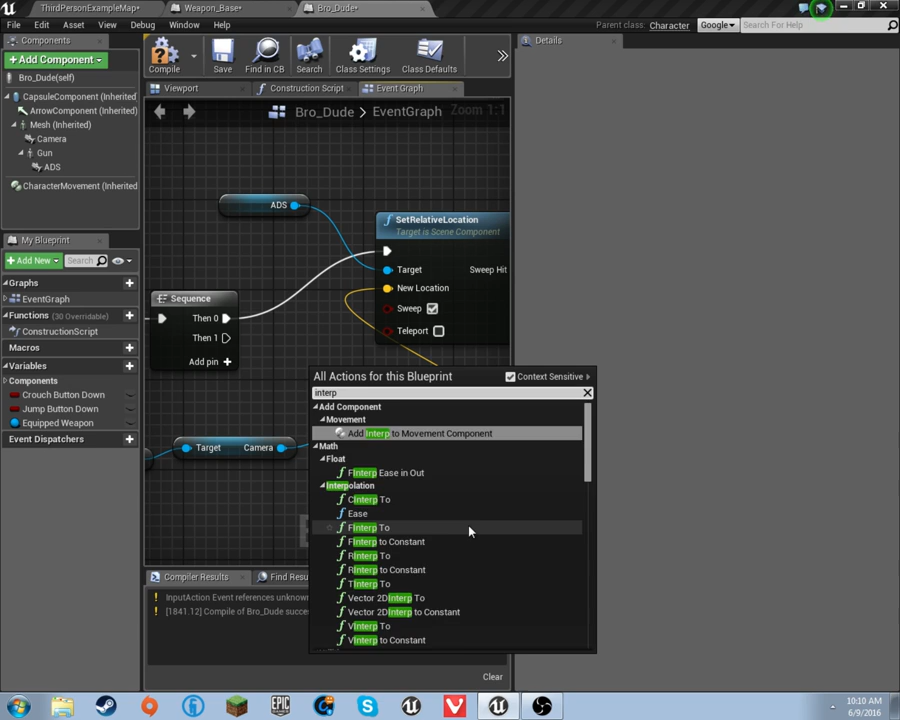 ThirdPersonExampleMap*
Weapon_Base*
Bro_Dude*
File Edit Asset View Debug Window Help
Parent class: Character
Google
Search
Components
Details
+ Add Component
Bro_Dude(self)
CapsuleComponent (Inherited)
ArrowComponent (Inherited)
Mesh (Inherited)
Camera
Gun
ADS
CharacterMovement (Inherited)
Compile
Save
Find in CB
Search
Class Settings
Class Defaults
Viewport
Construction Script
Event Graph
Bro_Dude > EventGraph
Zoom 1:1
My Blueprint
+ Add New
Search
Graphs
EventGraph
Functions (30 Overridable)
ConstructionScript
Macros
Variables
Components
Crouch Button Down
Jump Button Down
Equipped Weapon
Event Dispatchers
ADS
SetRelativeLocation
Target is Scene Component
Target
Sweep Hit
New Location
Sweep
Teleport
Sequence
Then 0
Then 1
Add pin +
Target Camera
All Actions for this Blueprint
Context Sensitive
interp
Add Component
Movement
Add Interp to Movement Component
Math
Float
FInterp Ease in Out
Interpolation
CInterp To
Ease
FInterp To
FInterp to Constant
RInterp To
RInterp to Constant
TInterp To
Vector 2DInterp To
Vector 2DInterp to Constant
VInterp To
VInterp to Constant
Compiler Results
Find Resu
InputAction Event references unknown
[1841.12] Compile of Bro_Dude succe
Clear
EPIC
GAMES
10:10 AM
6/9/2016